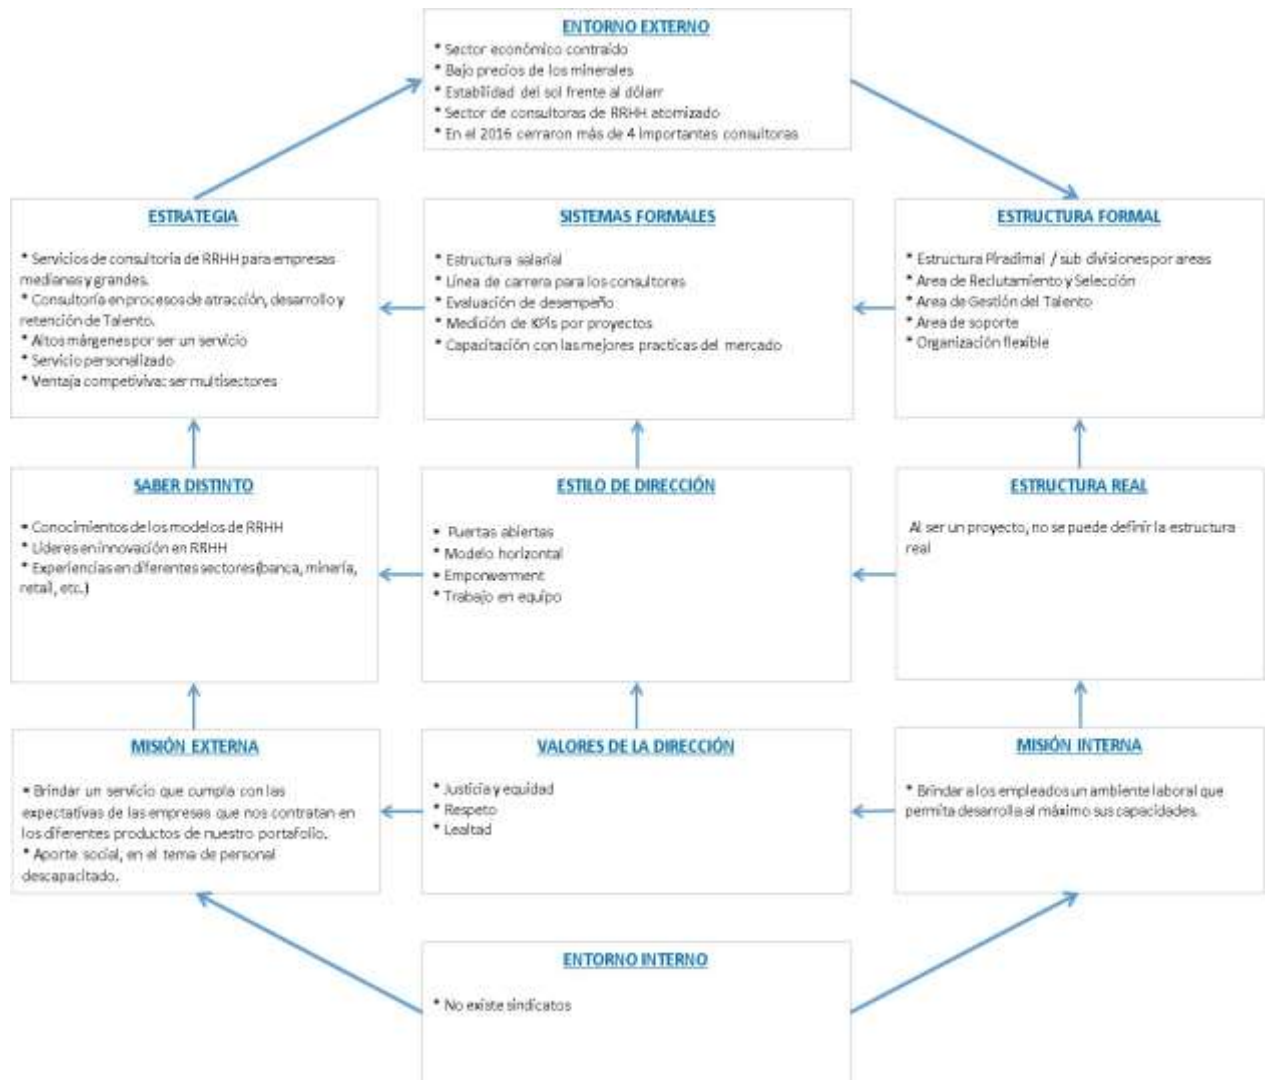 ENTORNO EXTERNO
* Sector económico contraído
* Bajo precios de los minerales
* Estabilidad del sol frente al dólarr
* Sector de consultoras de RRHH atomizado
* En el 2016 cerraron más de 4 importantes consultoras
ESTRATEGIA
* Servicios de consultoria de RRHH para empresas
medianas y grandes.
* Consultoría en procesos de atracción, desarrollo y
retención de Talento.
* Altos márgenes por ser un servicio
* Servicio personalizado
* Ventaja competiviva: ser multisectores
SISTEMAS FORMALES
* Estructura salarial
* Línea de carrera para los consultores
* Evaluación de desempeño
* Medición de KPIs por proyectos
* Capacitación con las mejores practicas del mercado
ESTRUCTURA FORMAL
* Estructura Piradimal / sub divisiones por areas
* Area de Reclutamiento y Selección
* Area de Gestión del Talento
* Area de soporte
* Organización flexible
SABER DISTINTO
* Conocimientos de los modelos de RRHH
* Líderes en innovación en RRHH
* Experiencias en diferentes sectores (banca, minería,
retail, etc.)
ESTILO DE DIRECCIÓN
* Puertas abiertas
* Modelo horizontal
* Emponwerment
* Trabajo en equipo
ESTRUCTURA REAL
Al ser un proyecto, no se puede definir la estructura
real
MISIÓN EXTERNA
* Brindar un servicio que cumpla con las
expectativas de las empresas que nos contratan en
los diferentes productos de nuestro portafolio.
* Aporte social, en el tema de personal
descapacitado.
VALORES DE LA DIRECCIÓN
* Justicia y equidad
* Respeto
* Lealtad
MISIÓN INTERNA
* Brindar a los empleados un ambiente laboral que
permita desarrolla al máximo sus capacidades.
ENTORNO INTERNO
* No existe sindicatos